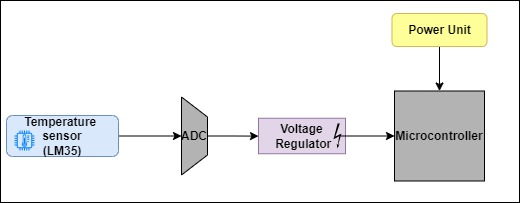 Power Unit
Temperature
sensor
(LM35)
ADC
Voltage
Regulator
Microcontroller